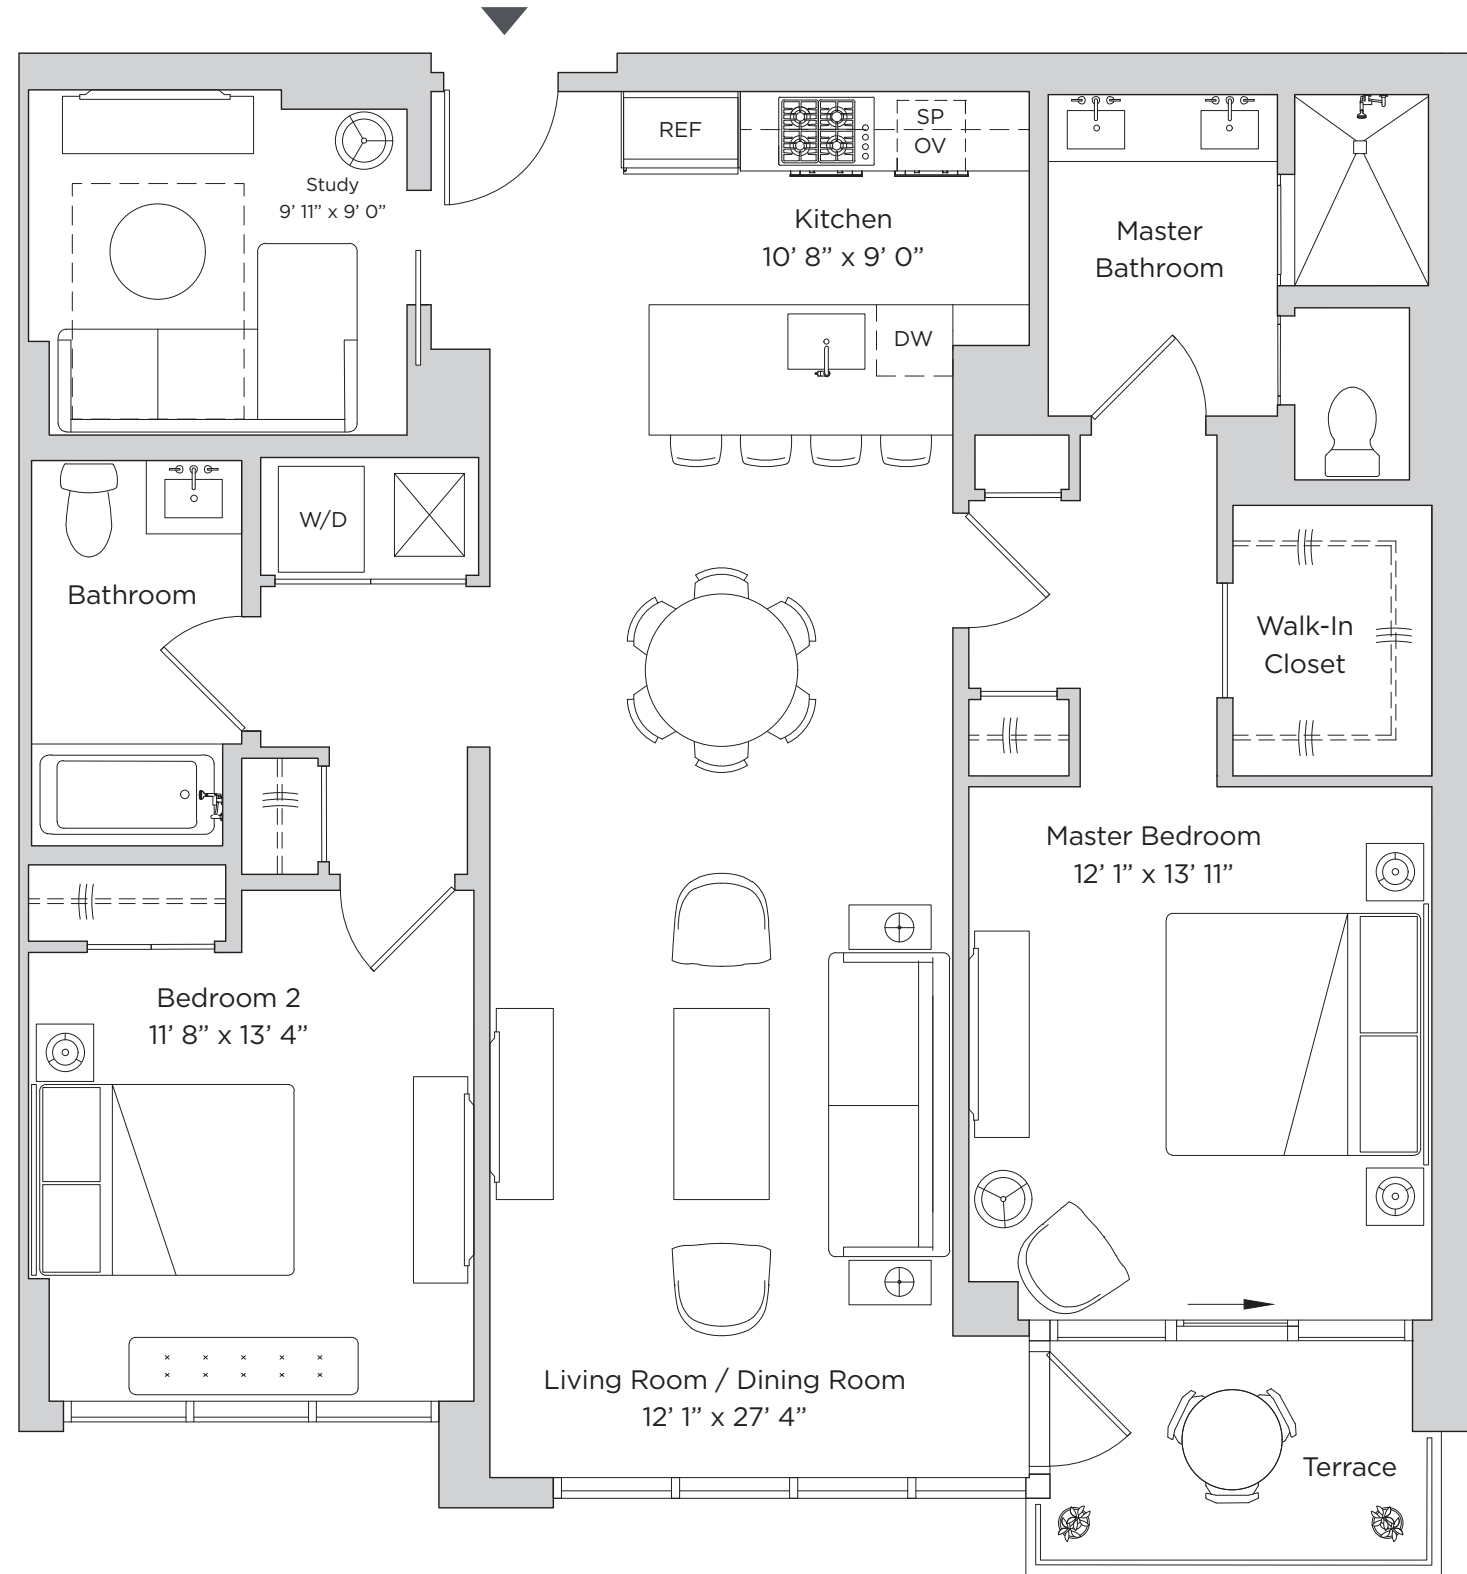 REF
SP
OV
Study
9’ 11” x 9’ 0”
Kitchen
10’ 8” x 9’ 0”
Master
Bathroom
DW
W/D
Bathroom
Walk-In
Closet
Master Bedroom
12’ 1” x 13’ 11”
Bedroom 2
11’ 8” x 13’ 4”
Living Room / Dining Room
12’ 1” x 27’ 4”
Terrace